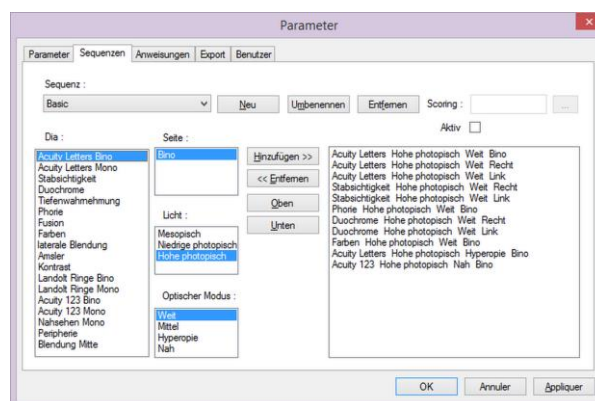 Parameter
Parameter Sequenzen Anweisungen Export Benutzer
Sequenz :
Basic Neu Umbenennen Entfernen Scoring : ...
Aktiv
Dia :
Acuity Letters Bino
Acuity Letters Mono
Stabsichtigkeit
Duochrome
Tiefenwahrnehmung
Phorie
Fusion
Farben
laterale Blendung
Amsler
Kontrast
Landolt Ringe Bino
Landolt Ringe Mono
Acuity 123 Bino
Acuity 123 Mono
Nahsehen Mono
Peripherie
Blendung Mitte
Seite :
Bino
Licht :
Mesopisch
Niedrige photopisch
Hohe photopisch
Optischer Modus :
Weit
Mittel
Hyperopie
Nah
Hinzufügen >>
<< Entfernen
Oben
Unten
Acuity Letters Hohe photopisch Weit Bino
Acuity Letters Hohe photopisch Weit Recht
Acuity Letters Hohe photopisch Weit Link
Stabsichtigkeit Hohe photopisch Weit Recht
Stabsichtigkeit Hohe photopisch Weit Link
Phorie Hohe photopisch Weit Bino
Duochrome Hohe photopisch Weit Recht
Duochrome Hohe photopisch Weit Link
Farben Hohe photopisch Weit Bino
Acuity Letters Hohe photopisch Hyperopie Bino
Acuity 123 Hohe photopisch Nah Bino
OK Annuler Appliquer